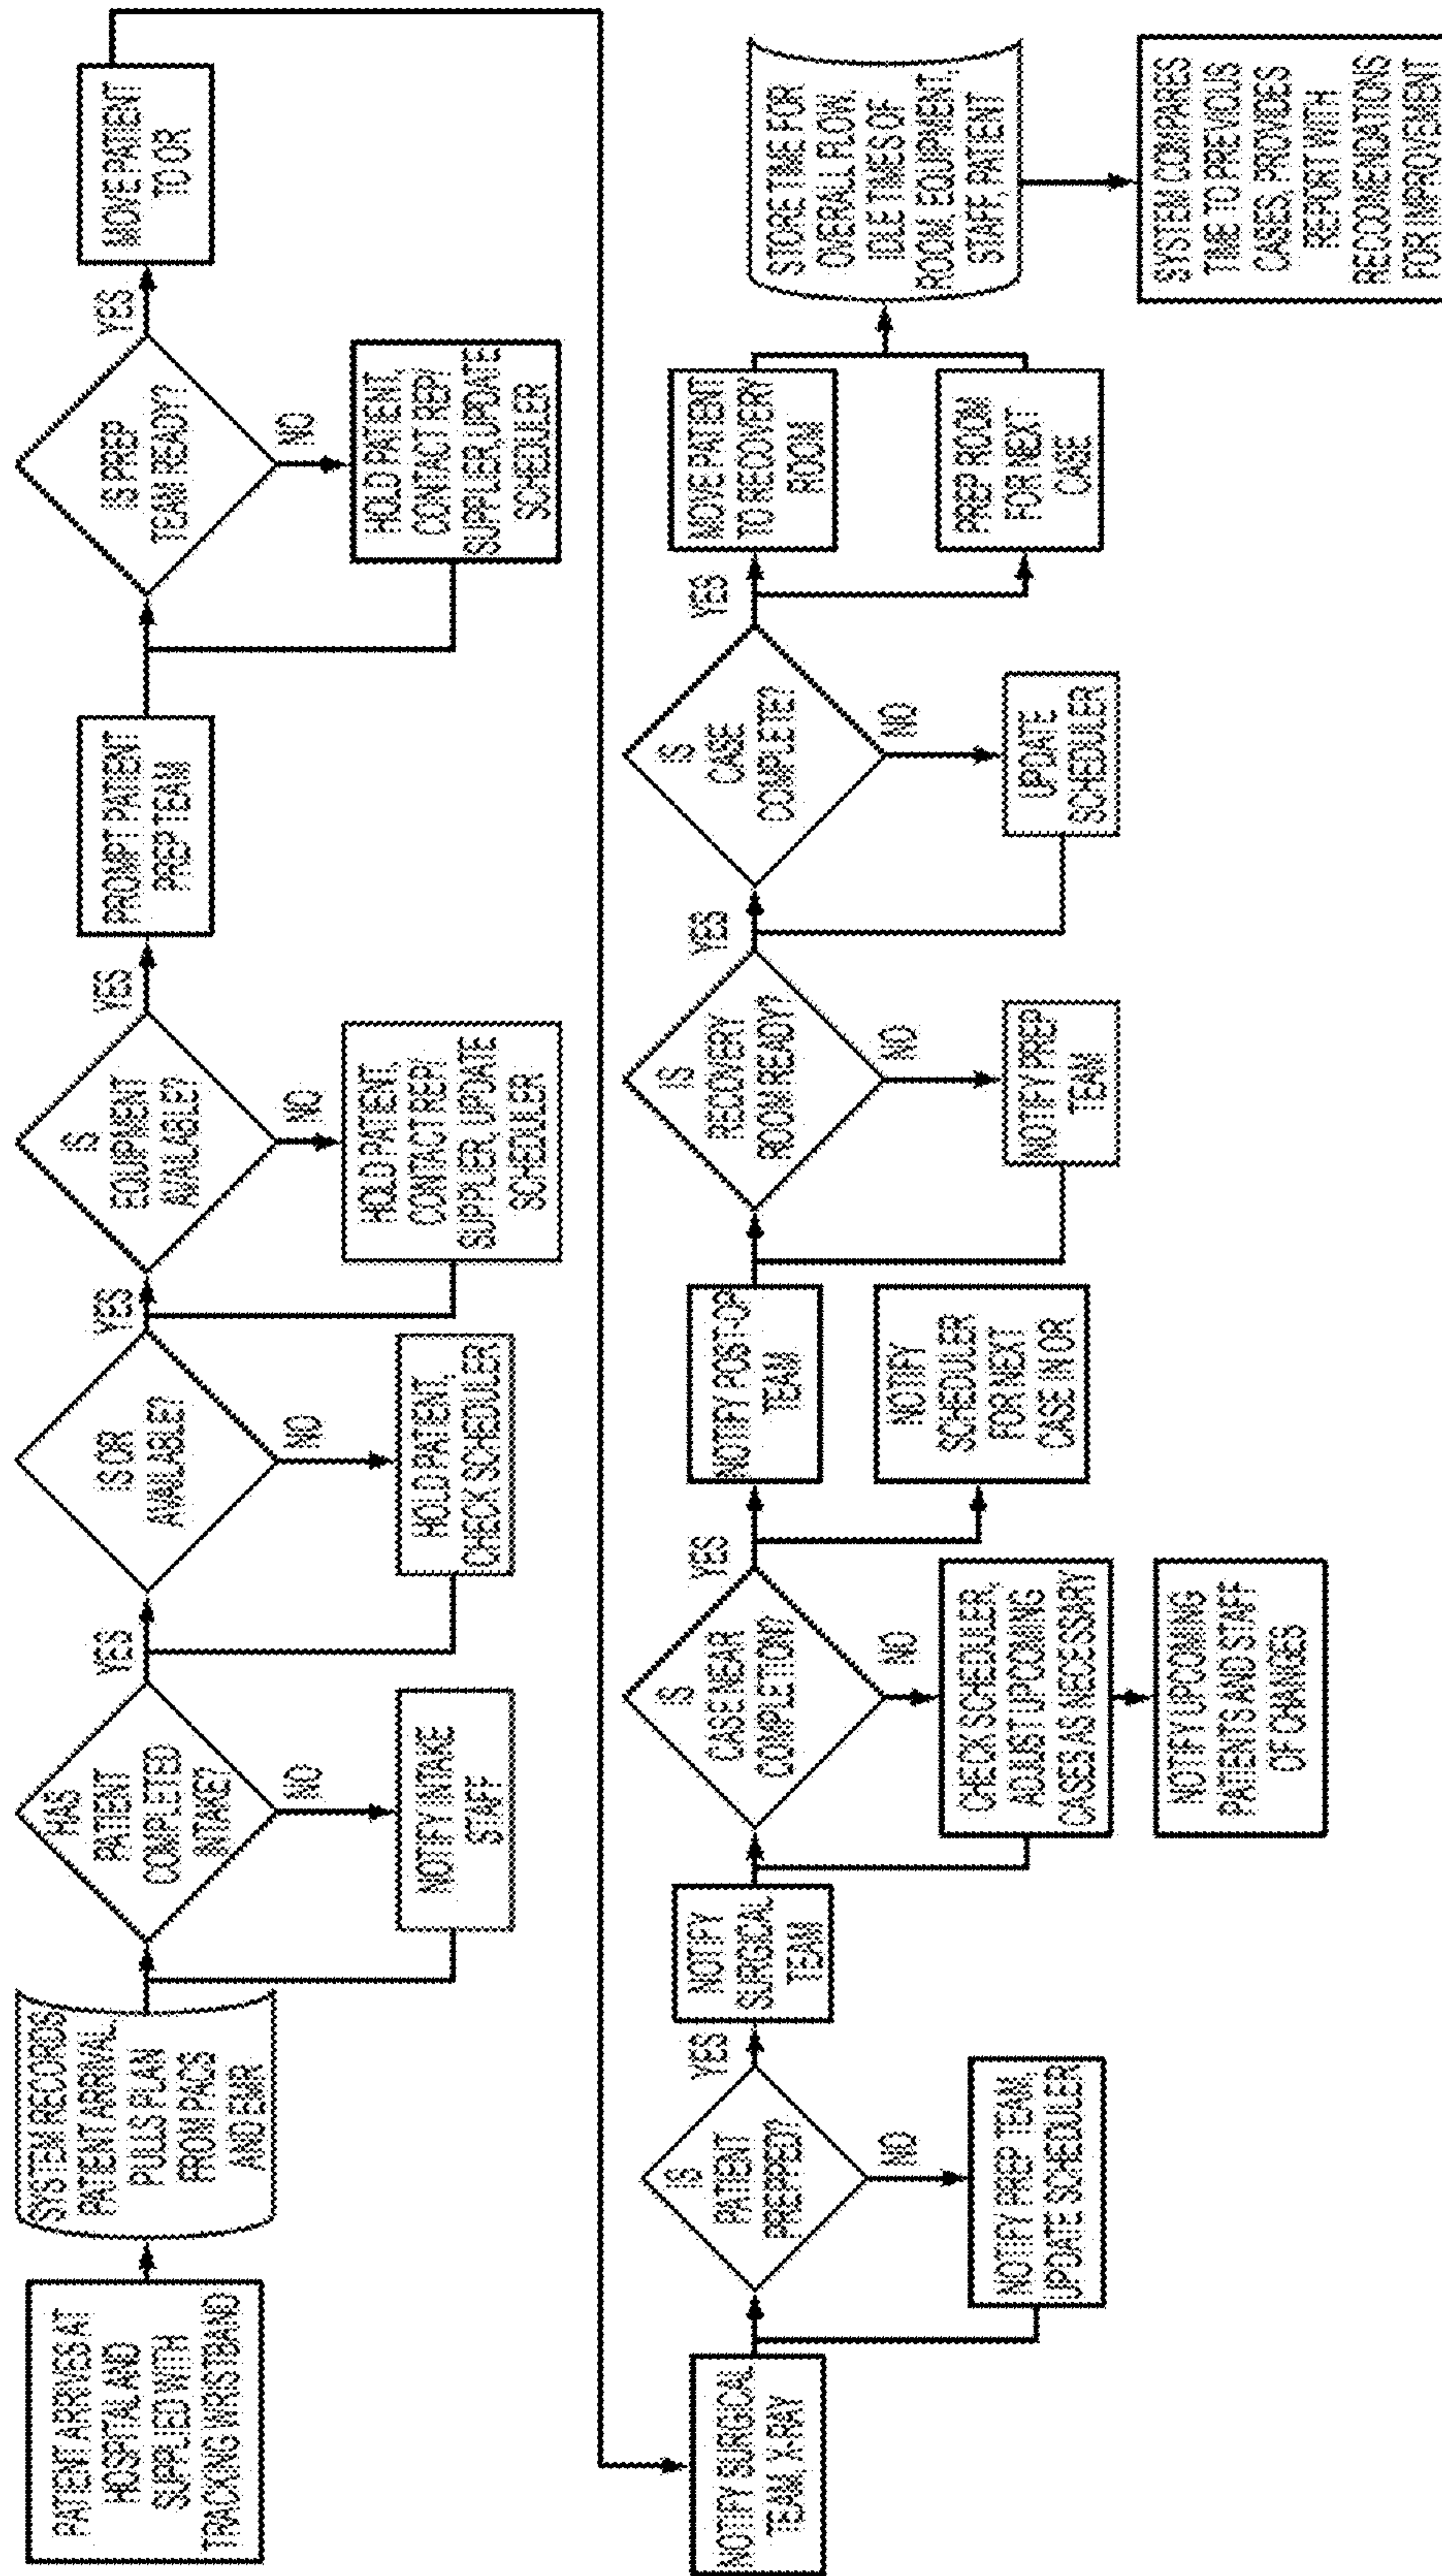 PATIENT ARRIVES AT
HOSPITAL AND
SUPPLIED WITH
TRACKING WRISTBAND
SYSTEM RECORDS
PATIENT ARRIVAL,
PULLS PLAN
FROM PACS
AND EMR
HAS
PATIENT
COMPLETED
INTAKE?
YES
NO
NOTIFY INTAKE
STAFF
IS OR
AVAILABLE?
YES
NO
HOLD PATIENT,
CHECK SCHEDULER
IS
EQUIPMENT
AVAILABLE?
YES
NO
HOLD PATIENT,
CONTACT REP/
SUPPLIER, UPDATE
SCHEDULER
PROMPT PATIENT
PREP TEAM
IS PREP
TEAM READY?
YES
NO
HOLD PATIENT,
CONTACT REP/
SUPPLIER, UPDATE
SCHEDULER
MOVE PATIENT
TO OR
NOTIFY SURGICAL
TEAM, X-RAY
IS
PATIENT
PREPPED?
YES
NO
NOTIFY PREP TEAM,
UPDATE SCHEDULER
NOTIFY
SURGICAL
TEAM
IS
CASE NEAR
COMPLETION?
YES
NO
CHECK SCHEDULER,
ADJUST UPCOMING
CASES AS NECESSARY
NOTIFY UPCOMING
PATIENTS AND STAFF
OF CHANGES
NOTIFY POST-OP
TEAM
NOTIFY
SCHEDULER
FOR NEXT
CASE IN OR
IS
RECOVERY
ROOM READY?
YES
NO
NOTIFY PREP
TEAM
IS
CASE
COMPLETE?
YES
NO
UPDATE
SCHEDULER
MOVE PATIENT
TO RECOVERY
ROOM
PREP ROOM
FOR NEXT
CASE
STORE TIME FOR
OVERALL FLOW,
IDLE TIMES OF
ROOM, EQUIPMENT,
STAFF, PATIENT
SYSTEM COMPARES
TIME TO PREVIOUS
CASES, PROVIDES
REPORT WITH
RECOMENDATIONS
FOR IMPROVEMENT